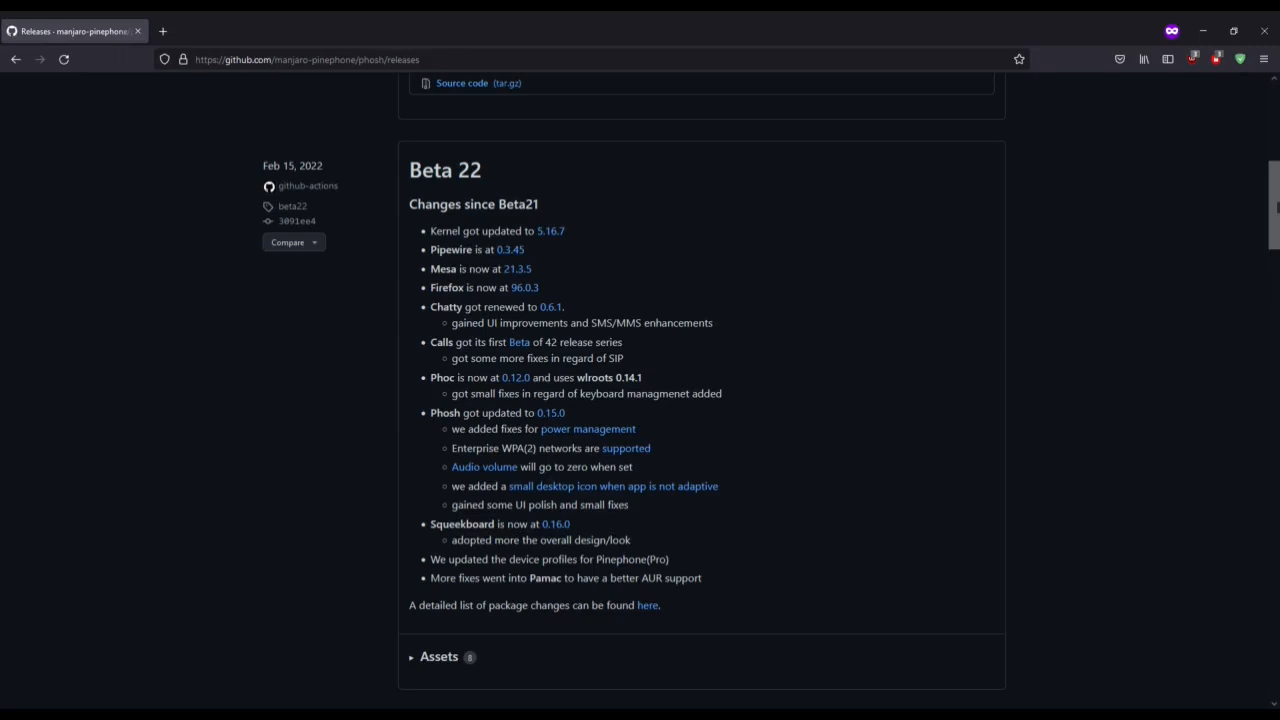 Releases · manjaro-pinephone/
https://github.com/manjaro-pinephone/phosh/releases
Source code (tar.gz)
Feb 15, 2022
github-actions
beta22
3091ee4
Compare
Beta 22
Changes since Beta21
Kernel got updated to 5.16.7
Pipewire is at 0.3.45
Mesa is now at 21.3.5
Firefox is now at 96.0.3
Chatty got renewed to 0.6.1.
gained UI improvements and SMS/MMS enhancements
Calls got its first Beta of 42 release series
got some more fixes in regard of SIP
Phoc is now at 0.12.0 and uses wlroots 0.14.1
got small fixes in regard of keyboard managmenet added
Phosh got updated to 0.15.0
we added fixes for power management
Enterprise WPA(2) networks are supported
Audio volume will go to zero when set
we added a small desktop icon when app is not adaptive
gained some UI polish and small fixes
Squeekboard is now at 0.16.0
adopted more the overall design/look
We updated the device profiles for Pinephone(Pro)
More fixes went into Pamac to have a better AUR support
A detailed list of package changes can be found here.
Assets 8